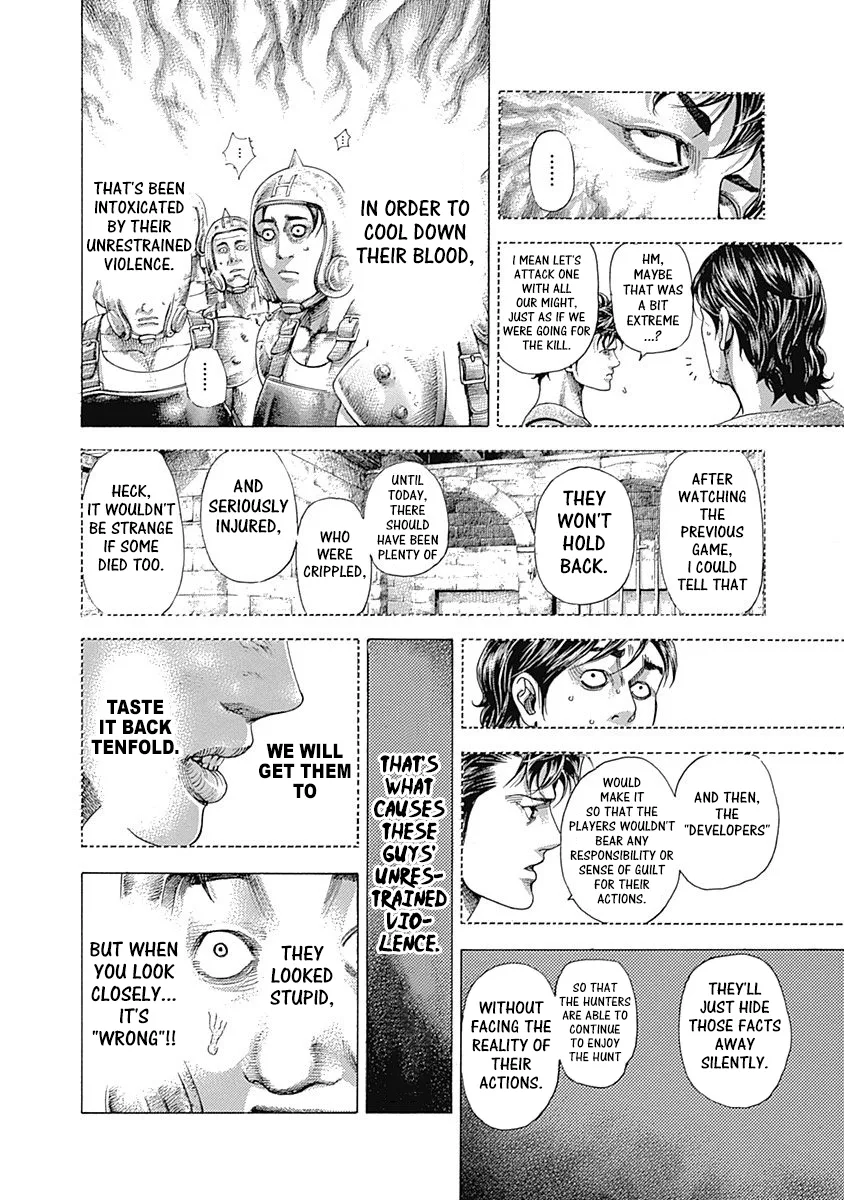 ...
HM,
MAYBE
THAT WAS
A BIT
EXTREME
...?
I MEAN LET'S
ATTACK ONE
WITH ALL
OUR MIGHT,
JUST AS IF WE
WERE GOING FOR
THE KILL.
IN ORDER TO
COOL DOWN
THEIR BLOOD,
H
...
...
THAT'S BEEN
INTOXICATED
BY THEIR
UNRESTRAINED
VIOLENCE.
...
AFTER
WATCHING
THE
PREVIOUS
GAME,
I COULD
TELL THAT
THEY
WON'T
HOLD
BACK.
UNTIL
TODAY,
THERE
SHOULD
HAVE BEEN
PLENTY OF
WHO
WERE
CRIPPLED,
AND
SERIOUSLY
INJURED,
HECK,
IT WOULDN'T
BE STRANGE
IF SOME
DIED TOO.
AND THEN,
THE
"DEVELOPERS"
WOULD
MAKE IT
SO THAT THE
PLAYERS WOULDN'T
BEAR ANY
RESPONSIBILITY OR
SENSE OF GUILT
FOR THEIR
ACTIONS.
THEY'LL
JUST HIDE
THOSE FACTS
AWAY
SILENTLY.
SO THAT
THE HUNTERS
ARE ABLE TO
CONTINUE
TO ENJOY
THE HUNT
WITHOUT
FACING THE
REALITY OF
THEIR
ACTIONS.
THAT'S
WHAT
CAUSES
THESE
GUYS'
UNRES-
TRAINED
VIO-
LENCE.
WE WILL
GET THEM
TO
TASTE
IT BACK
TENFOLD.
THEY
LOOKED
STUPID,
BUT WHEN
YOU LOOK
CLOSELY...
IT'S
"WRONG"!!